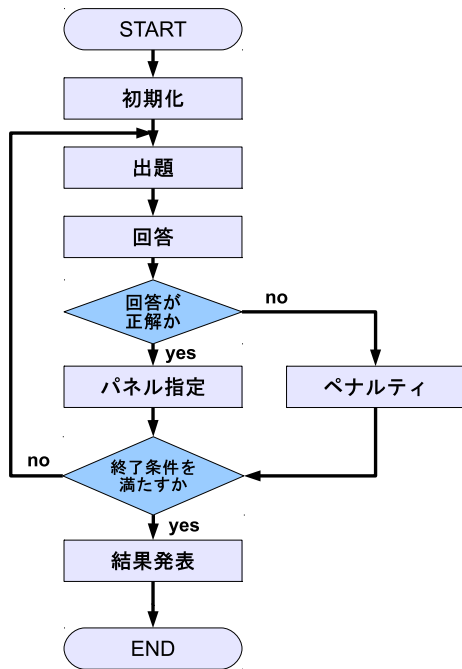 START
初期化
出題
回答
回答が
正解か
no
yes
パネル指定
ペナルティ
終了条件を
満たすか
no
yes
結果発表
END